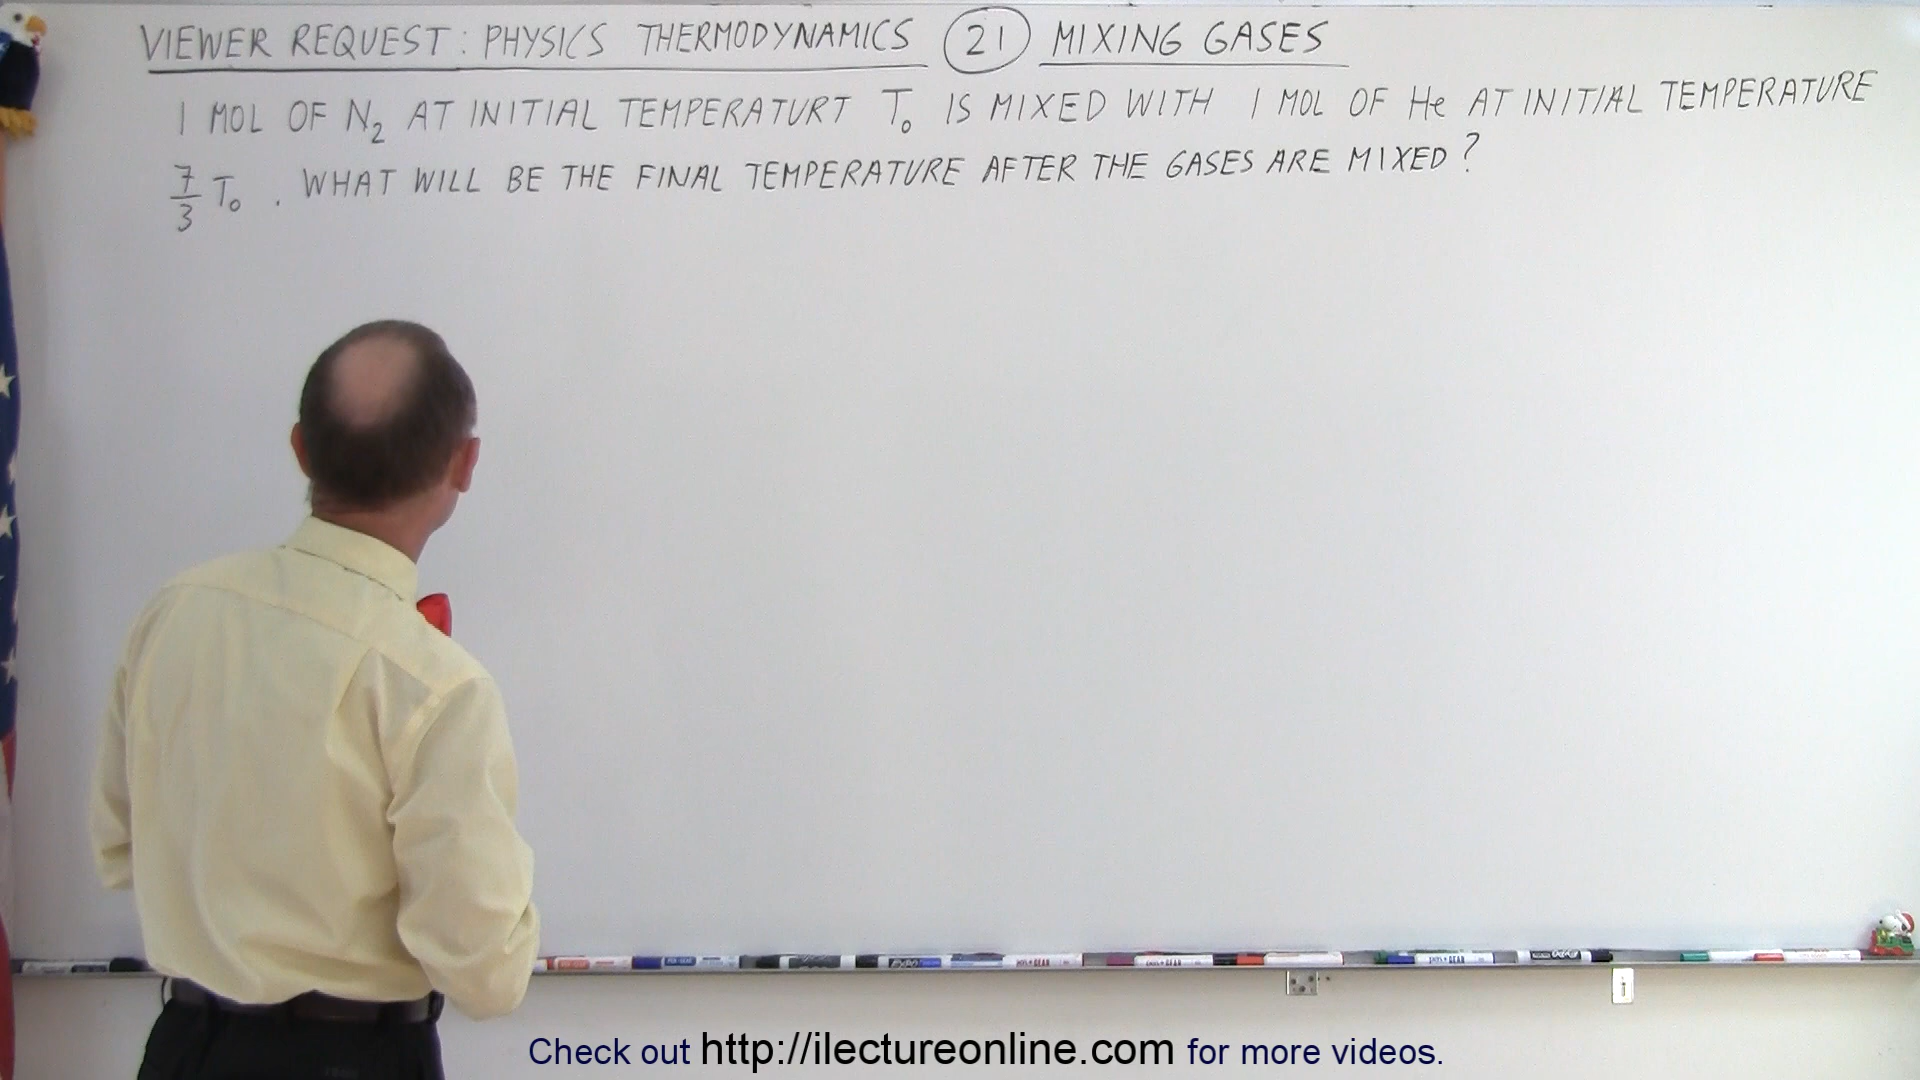 VIEWER REQUEST: PHYSICS THERMODYNAMICS 21 MIXING GASES
1 MOL OF N2 AT INITIAL TEMPERATURT To IS MIXED WITH 1 MOL OF He AT INITIAL TEMPERATURE
7/3 To . WHAT WILL BE THE FINAL TEMPERATURE AFTER THE GASES ARE MIXED?
Check out http://ilectureonline.com for more videos.